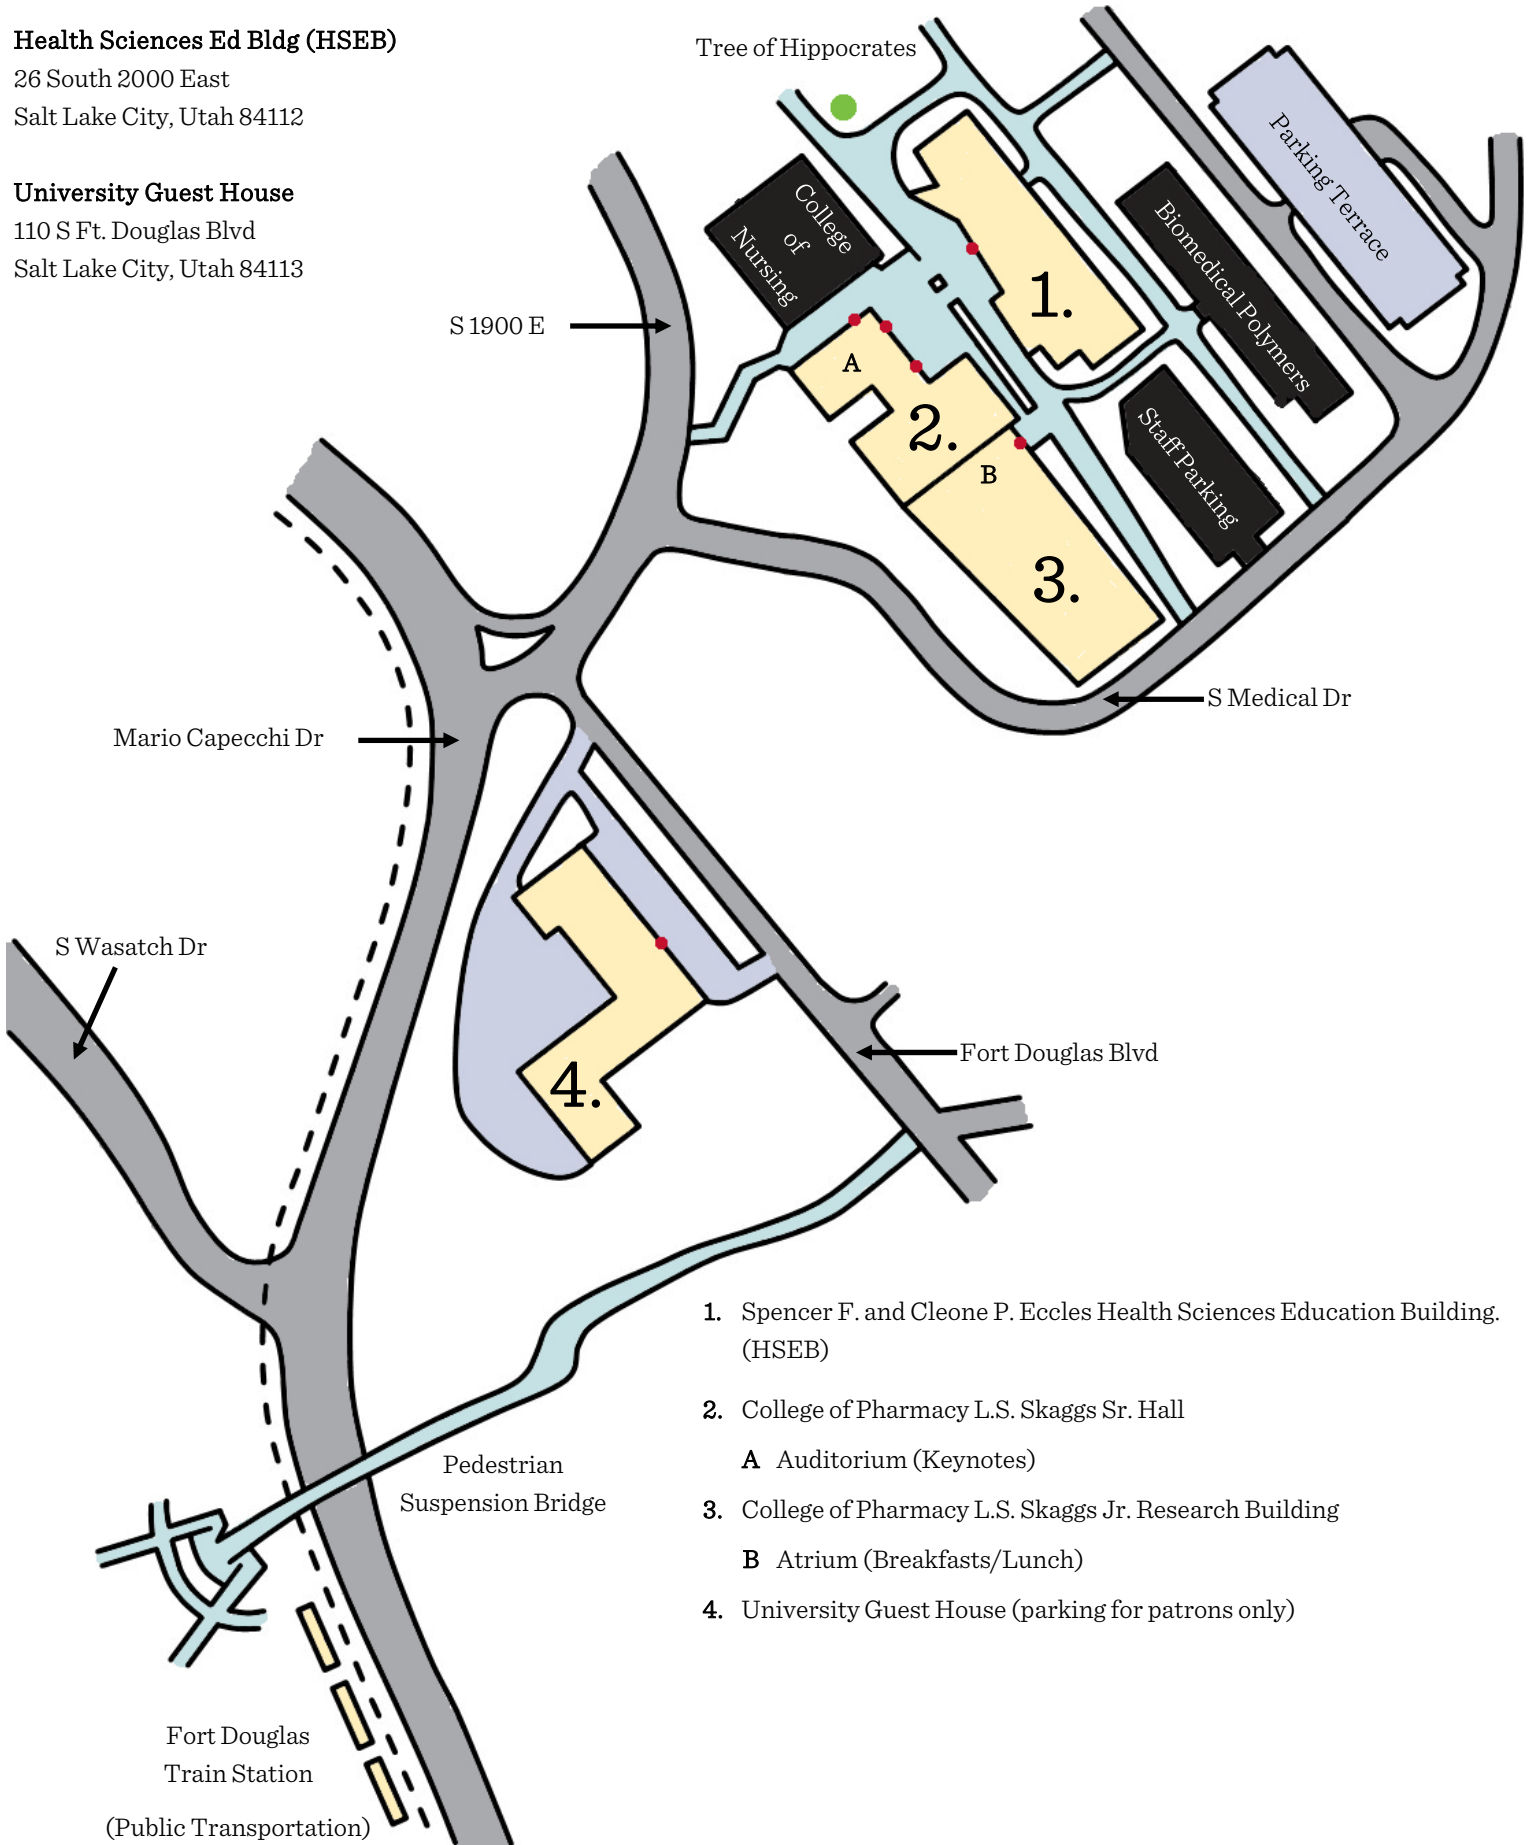 Health Sciences Ed Bldg (HSEB)
26 South 2000 East
Salt Lake City, Utah 84112
University Guest House
110 S Ft. Douglas Blvd
Salt Lake City, Utah 84113
Tree of Hippocrates
Parking Terrace
College
of
Nursing
Biomedical Polymers
1.
S 1900 E
A
2.
Staff Parking
B
3.
S Medical Dr
Mario Capecchi Dr
S Wasatch Dr
Fort Douglas Blvd
4.
1. Spencer F. and Cleone P. Eccles Health Sciences Education Building.
(HSEB)
2. College of Pharmacy L.S. Skaggs Sr. Hall
A Auditorium (Keynotes)
3. College of Pharmacy L.S. Skaggs Jr. Research Building
B Atrium (Breakfasts/Lunch)
4. University Guest House (parking for patrons only)
Pedestrian
Suspension Bridge
Fort Douglas
Train Station
(Public Transportation)